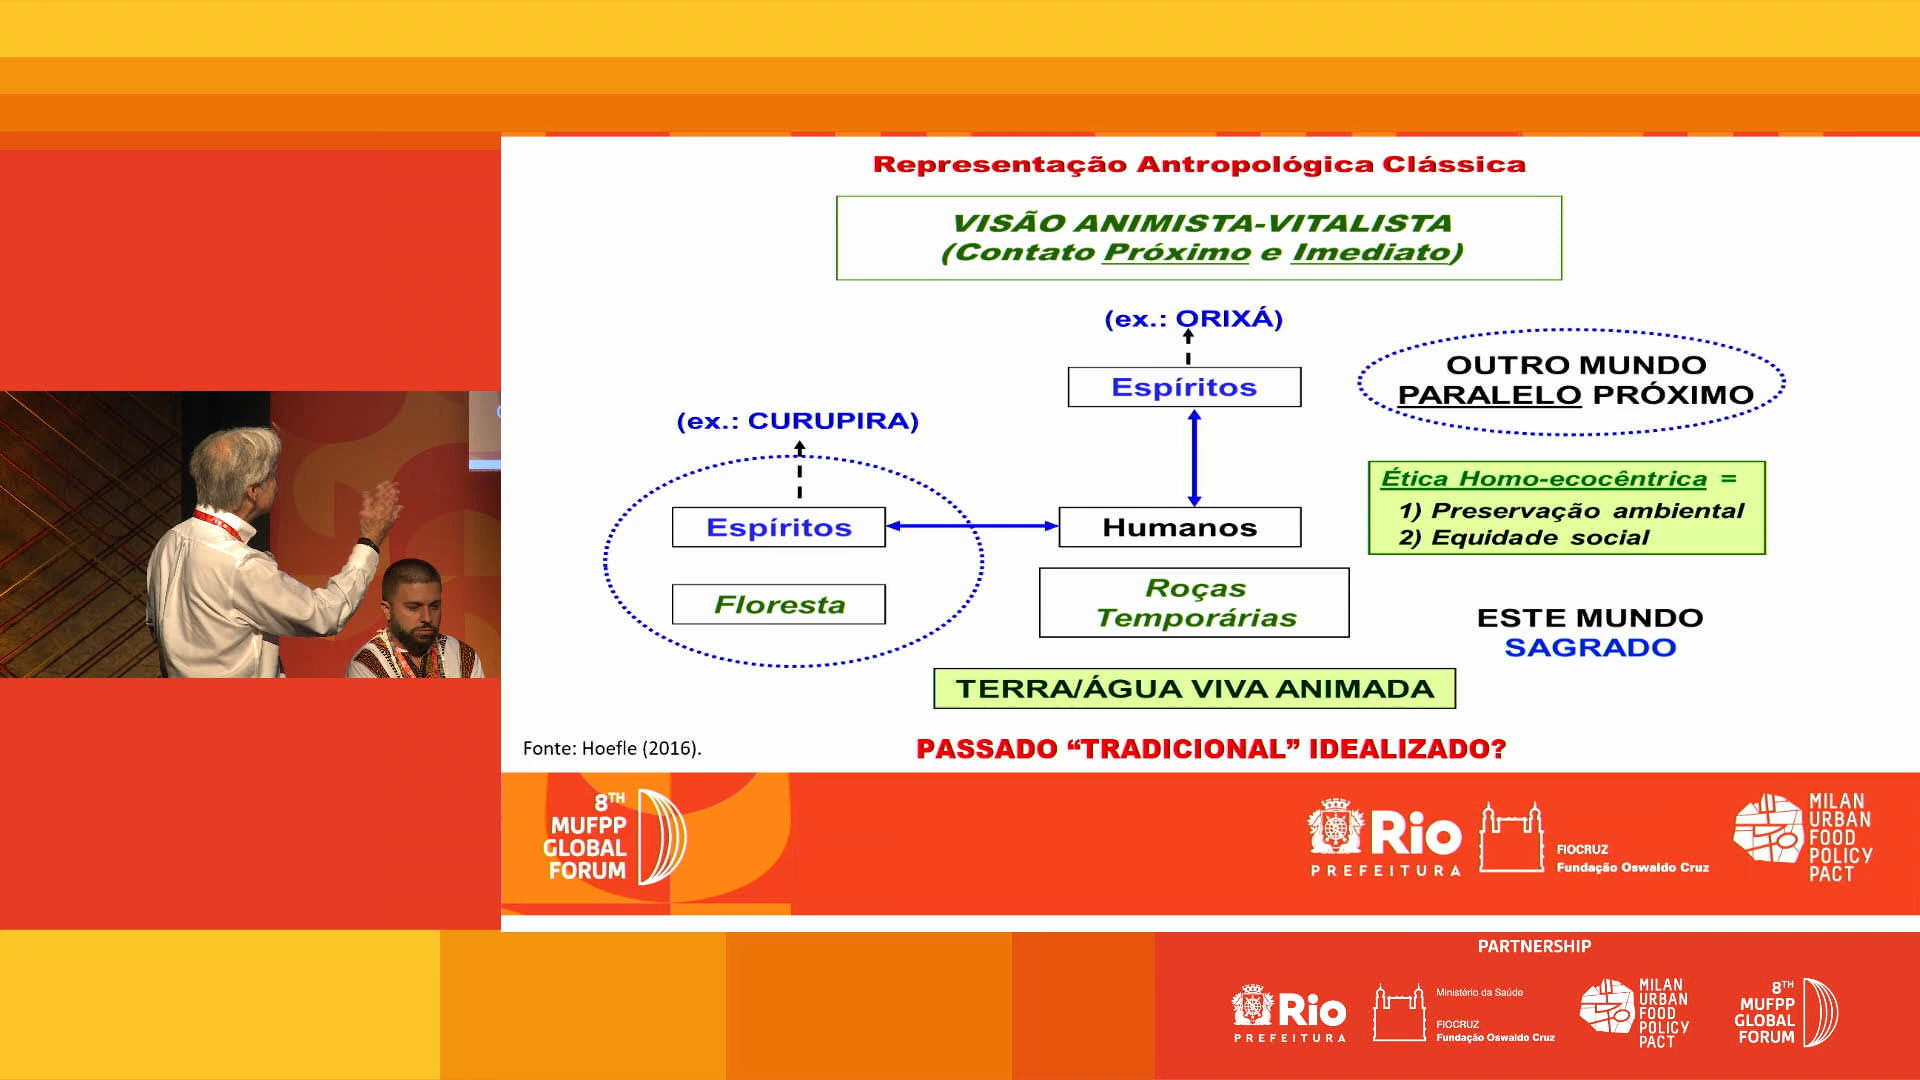 Representação Antropológica Clássica
VISÃO ANIMISTA-VITALISTA
(Contato Próximo e Imediato)
(ex.: ORIXÁ)
Espíritos
OUTRO MUNDO
PARALELO PRÓXIMO
(ex.: CURUPIRA)
Ética Homo-ecocêntrica =
1) Preservação ambiental
2) Equidade social
Espíritos
Humanos
Floresta
Roças
Temporárias
ESTE MUNDO
SAGRADO
TERRA/ÁGUA VIVA ANIMADA
Fonte: Hoefle (2016).
PASSADO “TRADICIONAL” IDEALIZADO?
8TH
MUFPP
GLOBAL
FORUM
Rio
PREFEITURA
FIOCRUZ
Fundação Oswaldo Cruz
MILAN
URBAN
FOOD
POLICY
PACT
PARTNERSHIP
Rio
PREFEITURA
Ministério da Saúde
FIOCRUZ
Fundação Oswaldo Cruz
MILAN
URBAN
FOOD
POLICY
PACT
8TH
MUFPP
GLOBAL
FORUM